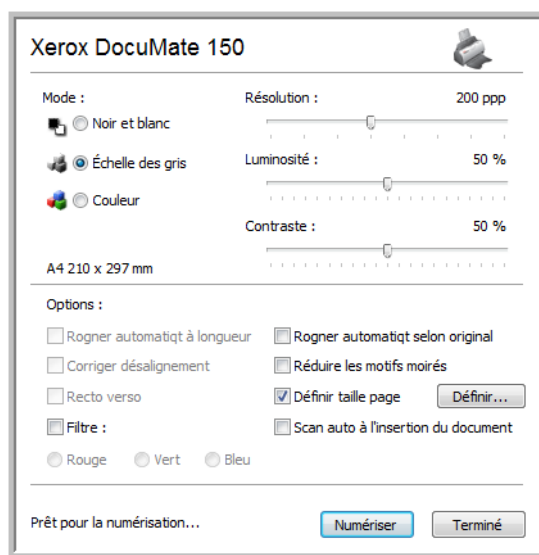 Xerox DocuMate 150
Mode :
Noir et blanc
Échelle des gris
Couleur
A4 210 x 297 mm
Résolution : 200 ppp
Luminosité : 50 %
Contraste : 50 %
Options :
Rogner automatiqt à longueur
Rogner automatiqt selon original
Corriger désalignement
Réduire les motifs moirés
Recto verso
Définir taille page
Définir...
Filtre :
Scan auto à l'insertion du document
Rouge Vert Bleu
Prêt pour la numérisation...
Numériser
Terminé